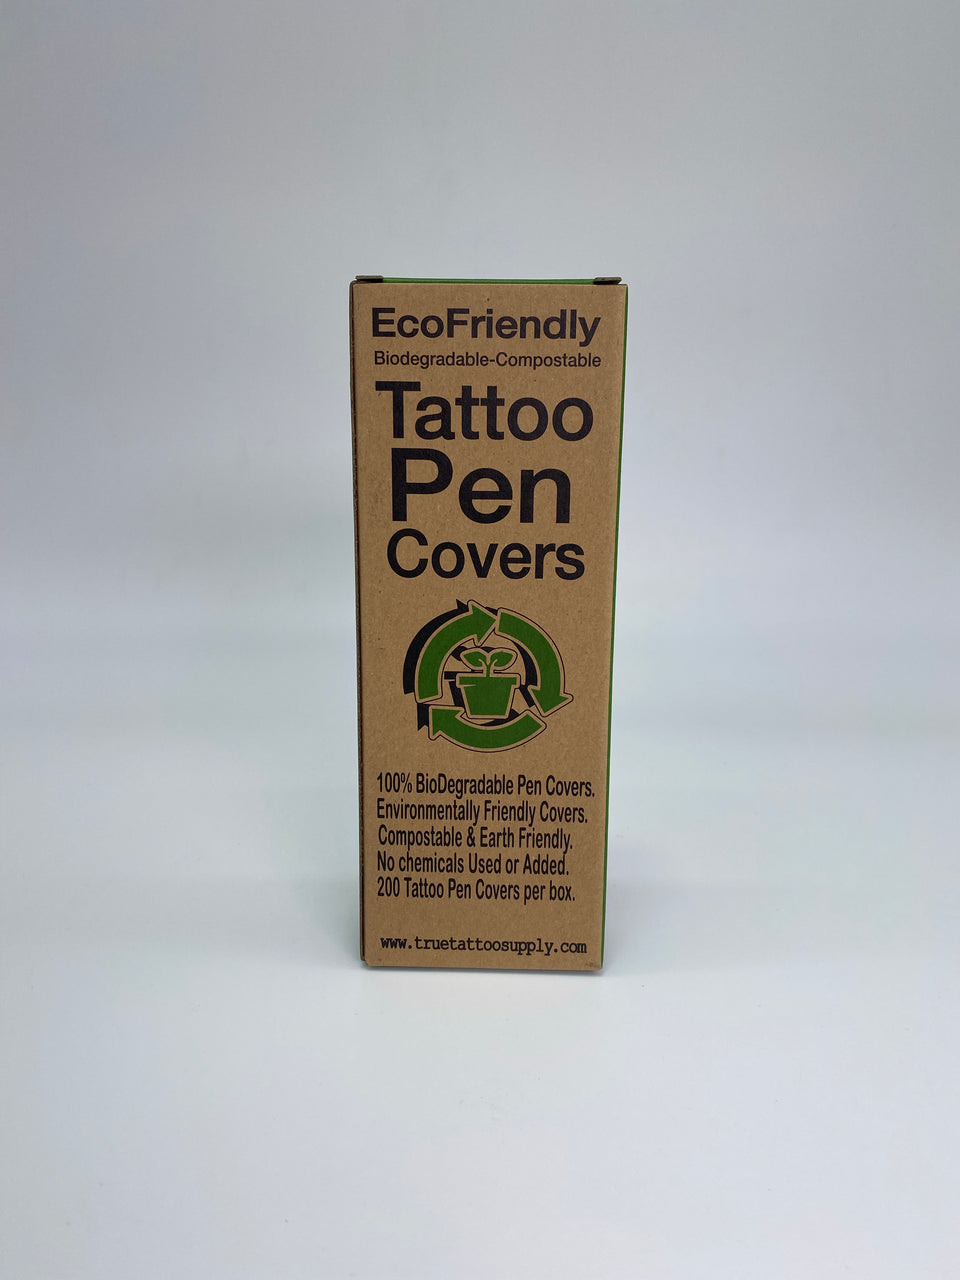 EcoFriendly
Biodegradable-Compostable
Tattoo
Pen
Covers
100% BioDegradable Pen Covers.
Environmentally Friendly Covers.
Compostable & Earth Friendly.
No chemicals Used or Added.
200 Tattoo Pen Covers per box.
www.truetattoosupply.com